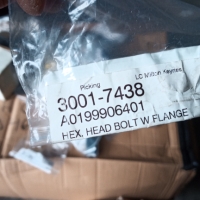 Picking LC Milton Keynes
3001-7438
A0199906401
HEX. HEAD BOLT W FLANGE